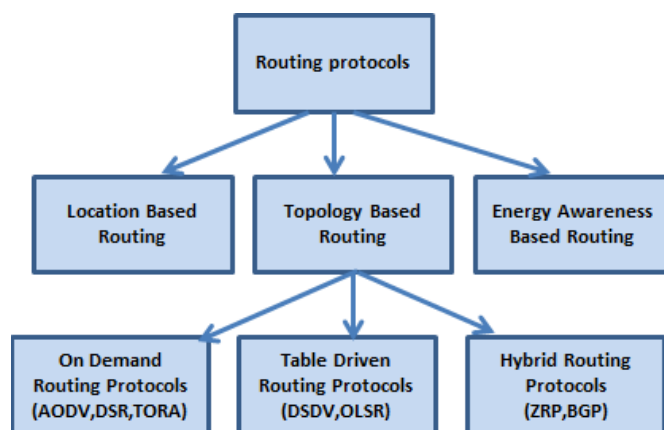 Routing protocols
Location Based
Routing
Topology Based
Routing
Energy Awareness
Based Routing
On Demand
Routing Protocols
(AODV,DSR,TORA)
Table Driven
Routing Protocols
(DSDV,OLSR)
Hybrid Routing
Protocols
(ZRP,BGP)